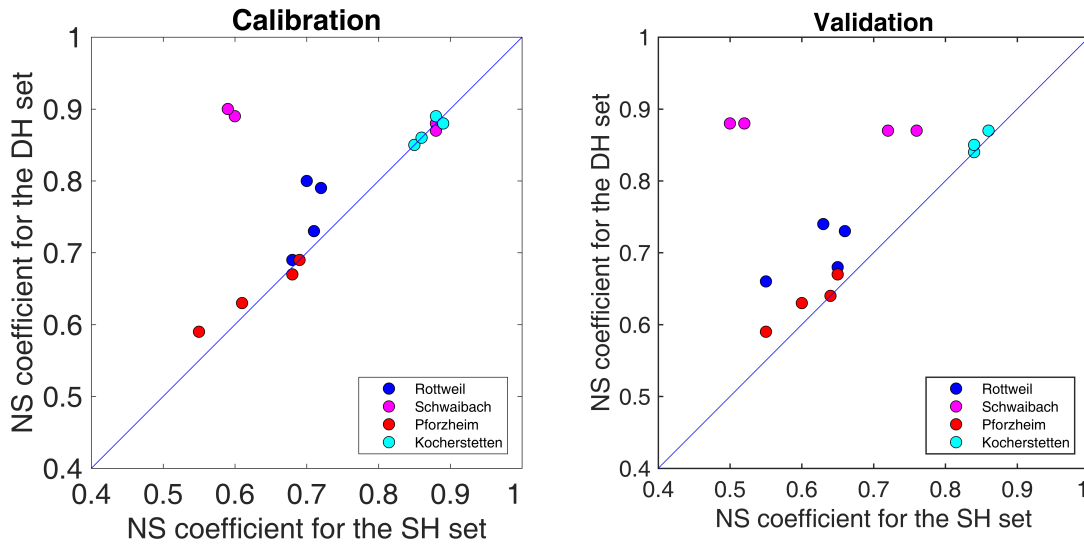 Calibration
NS coefficient for the DH set
1
0.9
0.8
0.7
0.6
0.5
0.4
0.4 0.5 0.6 0.7 0.8 0.9 1
NS coefficient for the SH set
Rottweil
Schwaibach
Pforzheim
Kocherstetten
Validation
NS coefficient for the DH set
1
0.9
0.8
0.7
0.6
0.5
0.4
0.4 0.5 0.6 0.7 0.8 0.9 1
NS coefficient for the SH set
Rottweil
Schwaibach
Pforzheim
Kocherstetten